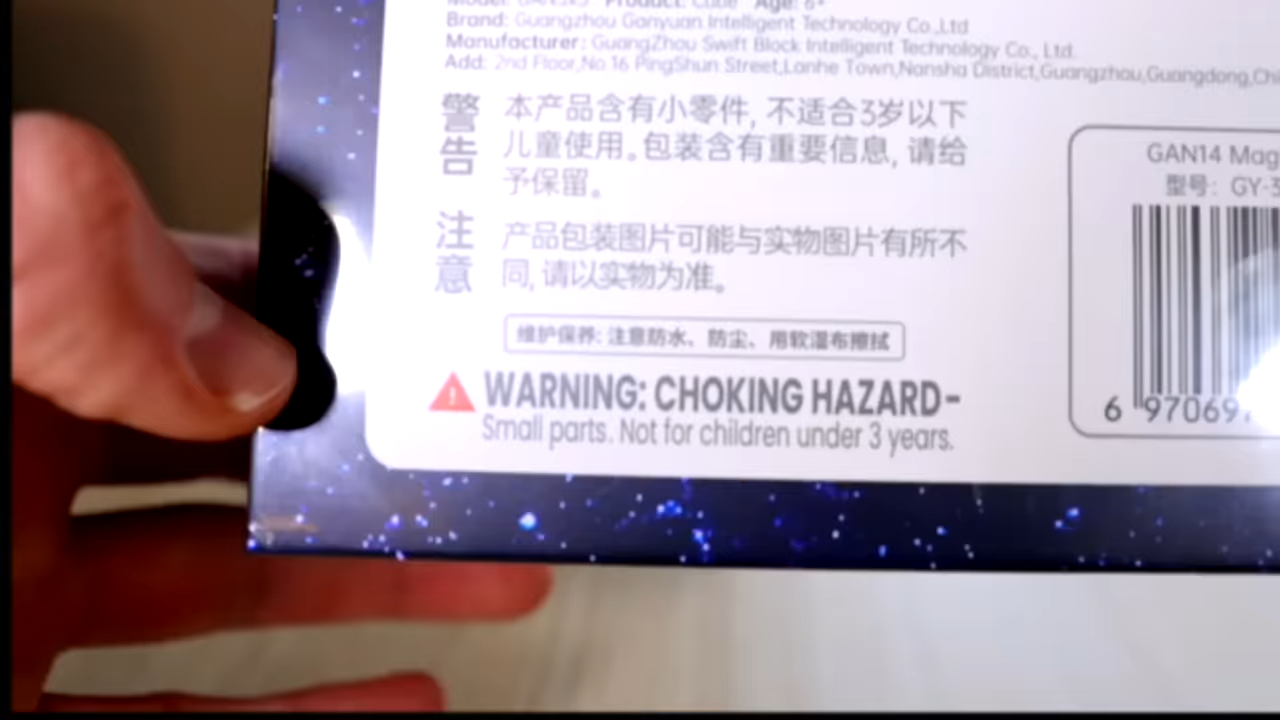 Product: Cube Age: 6+
Brand: Guangzhou Ganyuan Intelligent Technology Co.,Ltd
Manufacturer: GuangZhou Swift Block Intelligent Technology Co., Ltd.
Add: 2nd Floor,No 16 PingShun Street,Lanhe Town,Nansha District,Guangzhou,Guangdong,Chi
警告
本产品含有小零件, 不适合3岁以下
儿童使用。包装含有重要信息, 请给
予保留。
注意
产品包装图片可能与实物图片有所不
同, 请以实物为准。
维护保养: 注意防水、防尘、用软湿布擦拭
WARNING: CHOKING HAZARD-
Small parts. Not for children under 3 years.
GAN14 Mag
型号: GY-3
6 97069